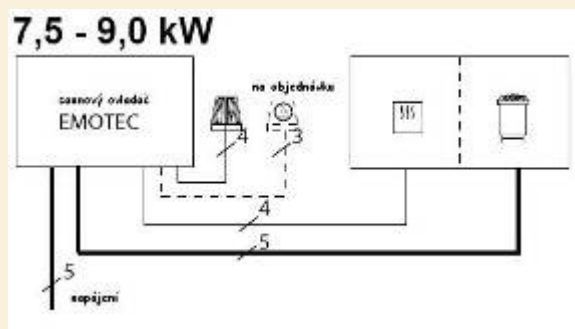 7,5 - 9,0 kW
saunový ovladač
EMOTEC
na objednávku
4
3
4
5
5
napájení